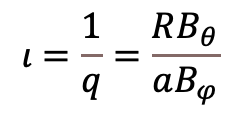 ι = 1/q = RB_θ/aB_φ